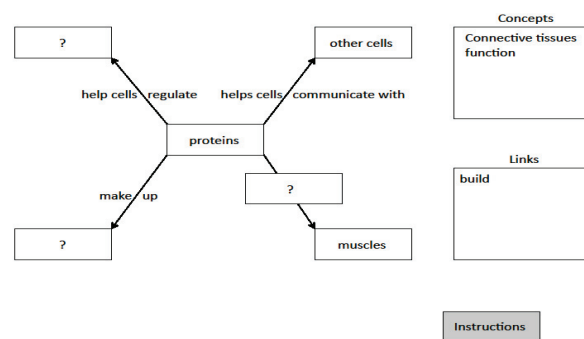 Concepts
?
other cells
Connective tissues
function
help cells regulate
helps cells communicate with
proteins
Links
?
build
make up
?
muscles
Instructions